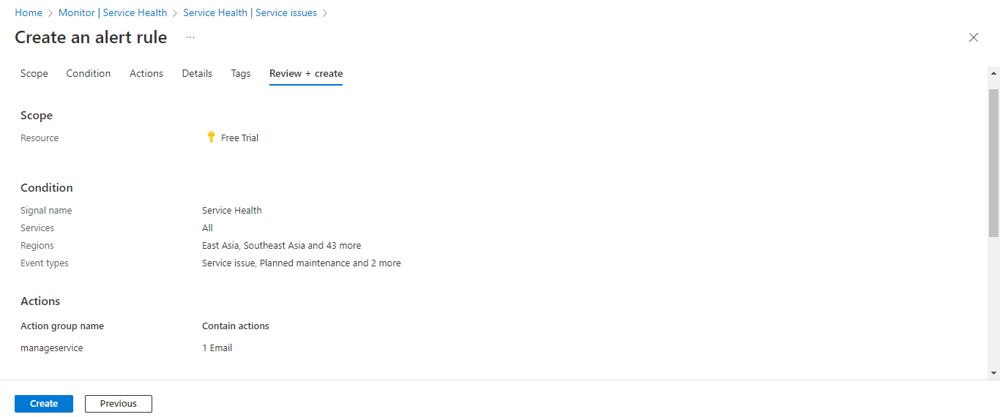 Home > Monitor | Service Health > Service Health | Service issues >
Create an alert rule ...
Scope Condition Actions Details Tags Review + create
Scope
Resource Free Trial
Condition
Signal name Service Health
Services All
Regions East Asia, Southeast Asia and 43 more
Event types Service issue, Planned maintenance and 2 more
Actions
Action group name Contain actions
manageservice 1 Email
Create Previous